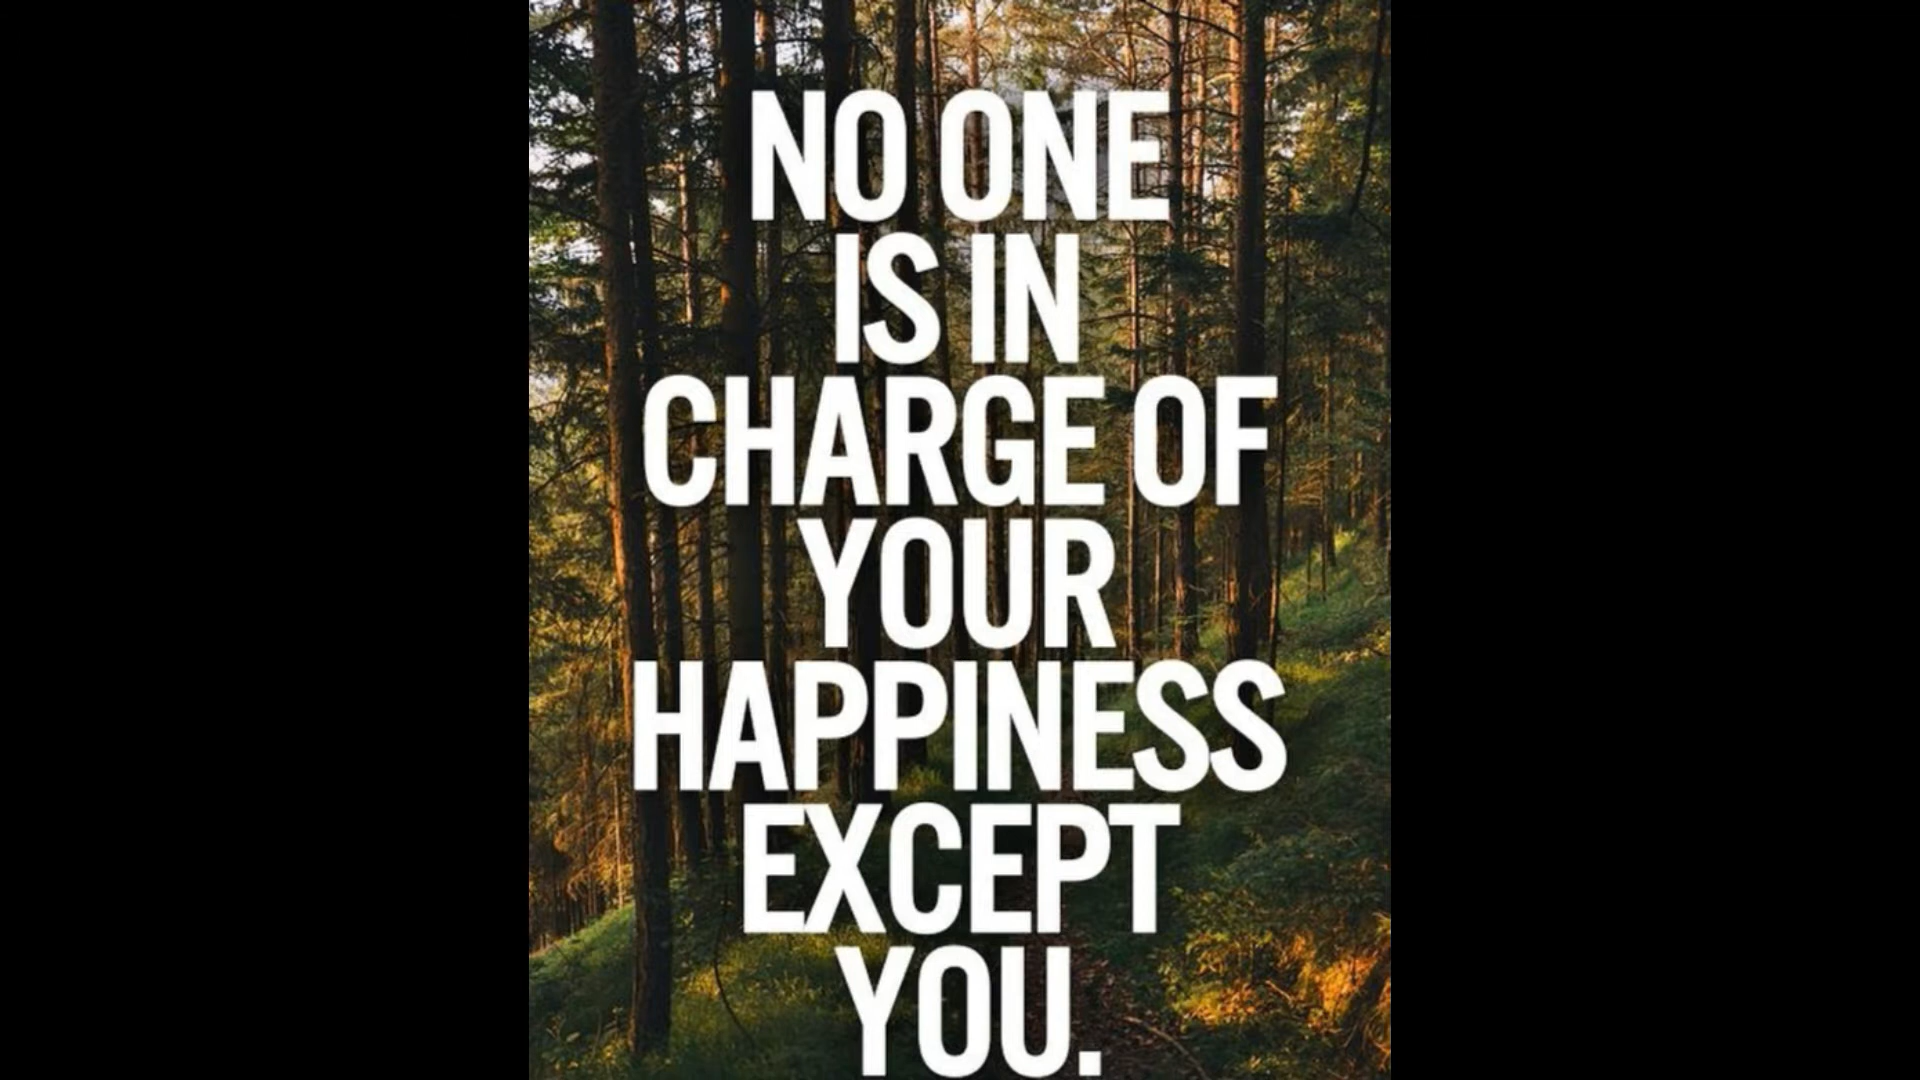 NO ONE
IS IN
CHARGE OF
YOUR
HAPPINESS
EXCEPT
YOU.